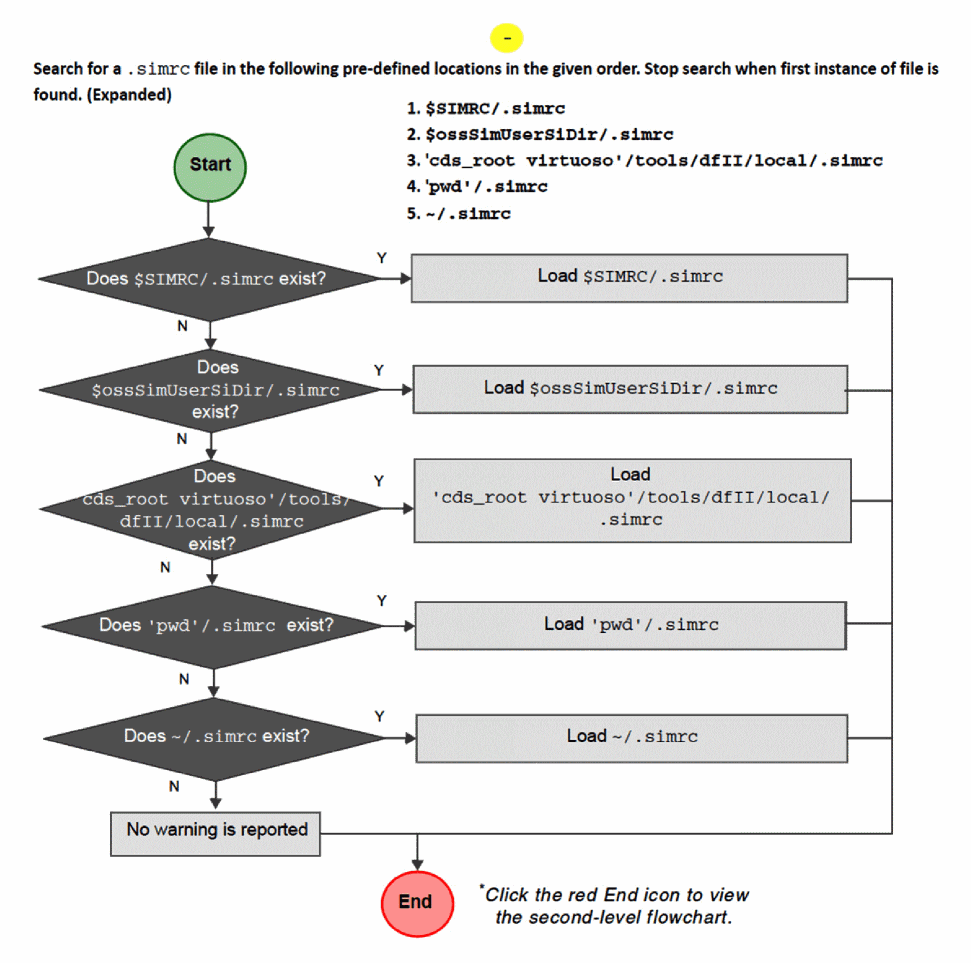 -
Search for a .simrc file in the following pre-defined locations in the given order. Stop search when first instance of file is
found. (Expanded)
1. $SIMRC/.simrc
2. $ossSimUserSiDir/.simrc
3. 'cds_root virtuoso'/tools/dfII/local/.simrc
4. 'pwd'/.simrc
5. ~/.simrc
Start
Does $SIMRC/.simrc exist?
Y
Load $SIMRC/.simrc
N
Does
$ossSimUserSiDir/.simrc
exist?
Y
Load $ossSimUserSiDir/.simrc
N
Does
cds_root virtuoso'/tools/
dfII/local/.simrc
exist?
Y
Load
'cds_root virtuoso'/tools/dfII/local/
.simrc
N
Does 'pwd'/.simrc exist?
Y
Load 'pwd'/.simrc
N
Does ~/.simrc exist?
Y
Load ~/.simrc
N
No warning is reported
End
*Click the red End icon to view
the second-level flowchart.